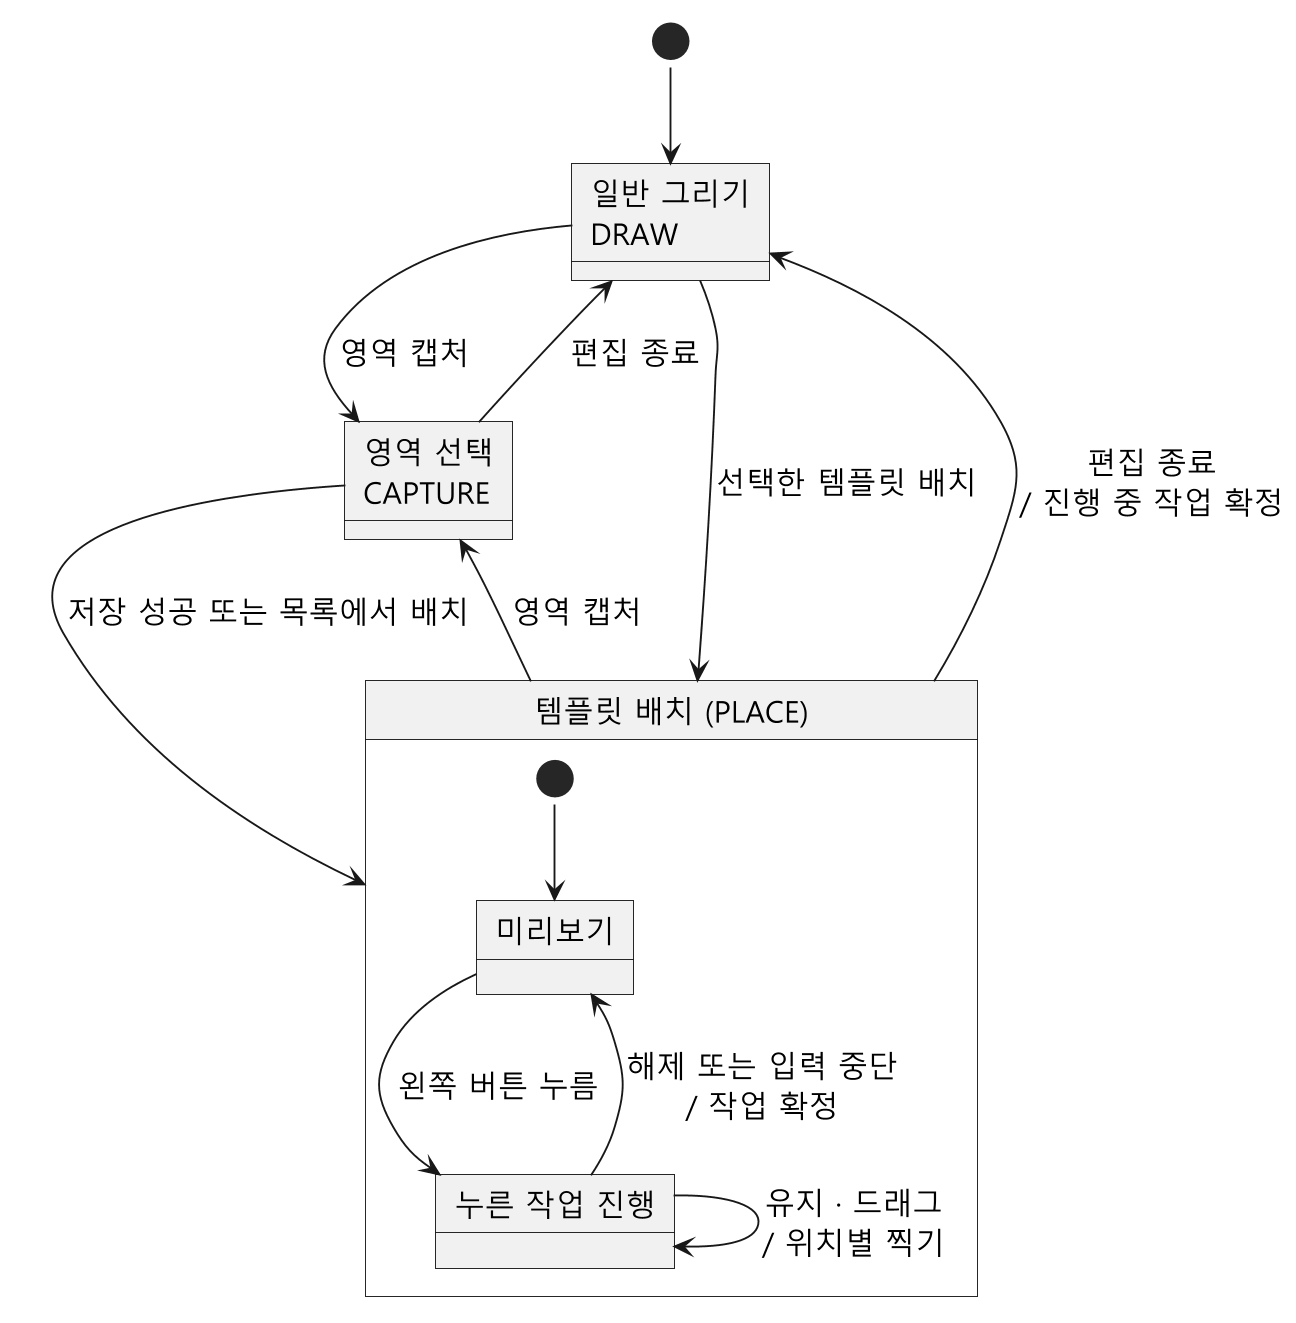 일반 그리기
DRAW
영역 캡처
편집 종료
영역 선택
CAPTURE
선택한 템플릿 배치
편집 종료
/ 진행 중 작업 확정
저장 성공 또는 목록에서 배치
영역 캡처
템플릿 배치 (PLACE)
미리보기
왼쪽 버튼 누름
해제 또는 입력 중단
/ 작업 확정
누른 작업 진행
유지 · 드래그
/ 위치별 찍기